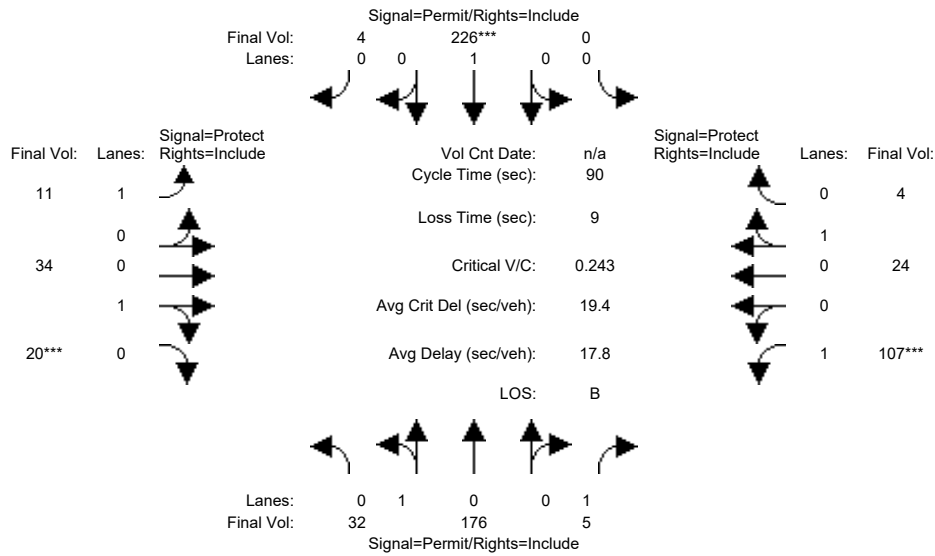 Signal=Permit/Rights=Include
Final Vol: 4 226*** 0
Lanes: 0 0 1 0 0
Signal=Protect Signal=Protect
Final Vol: Lanes: Rights=Include Vol Cnt Date: n/a Rights=Include Lanes: Final Vol:
Cycle Time (sec): 90
11 1 0 4
Loss Time (sec): 9
0 1
34 0 Critical V/C: 0.243 0 24
1 Avg Crit Del (sec/veh): 19.4 0
20*** 0 Avg Delay (sec/veh): 17.8 1 107***
LOS: B
Lanes: 0 1 0 0 1
Final Vol: 32 176 5
Signal=Permit/Rights=Include